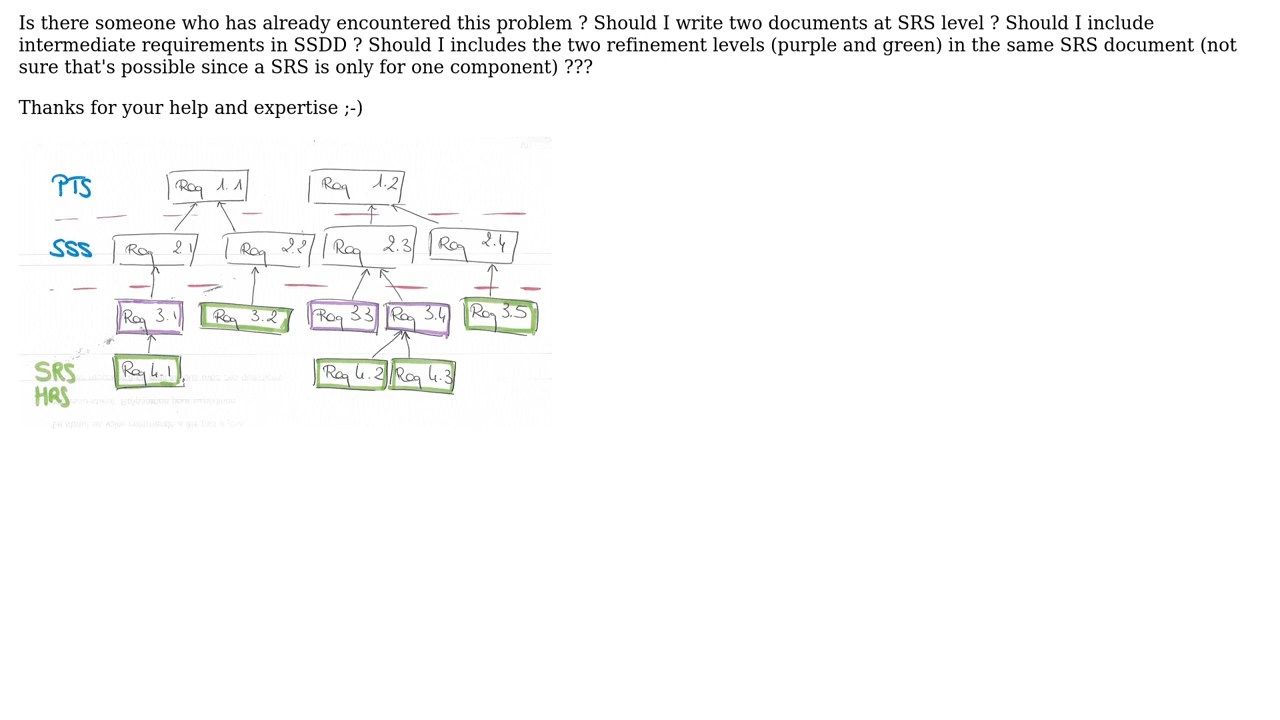 Is there someone who has already encountered this problem ? Should I write two documents at SRS level ? Should I include
intermediate requirements in SSDD ? Should I includes the two refinement levels (purple and green) in the same SRS document (not
sure that's possible since a SRS is only for one component) ???
Thanks for your help and expertise ;-)
PTS
Req 1.1
Req 1.2
SSS
Req 2.1
Req 2.2
Req 2.3
Req 2.4
Req 3.1
Req 3.2
Req 3.3
Req 3.4
Req 3.5
SRS
HRS
Req 4.1
Req 4.2
Req 4.3